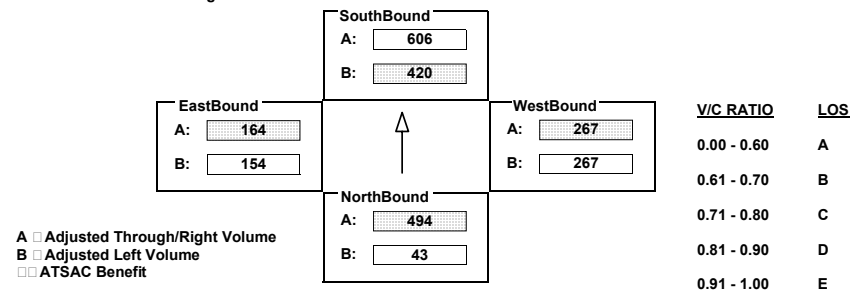 SouthBound
A: 606
B: 420
EastBound
A: 164
B: 154
WestBound
A: 267
B: 267
NorthBound
A: 494
B: 43
A □ Adjusted Through/Right Volume
B □ Adjusted Left Volume
□□ ATSAC Benefit
V/C RATIO LOS
0.00 - 0.60 A
0.61 - 0.70 B
0.71 - 0.80 C
0.81 - 0.90 D
0.91 - 1.00 E